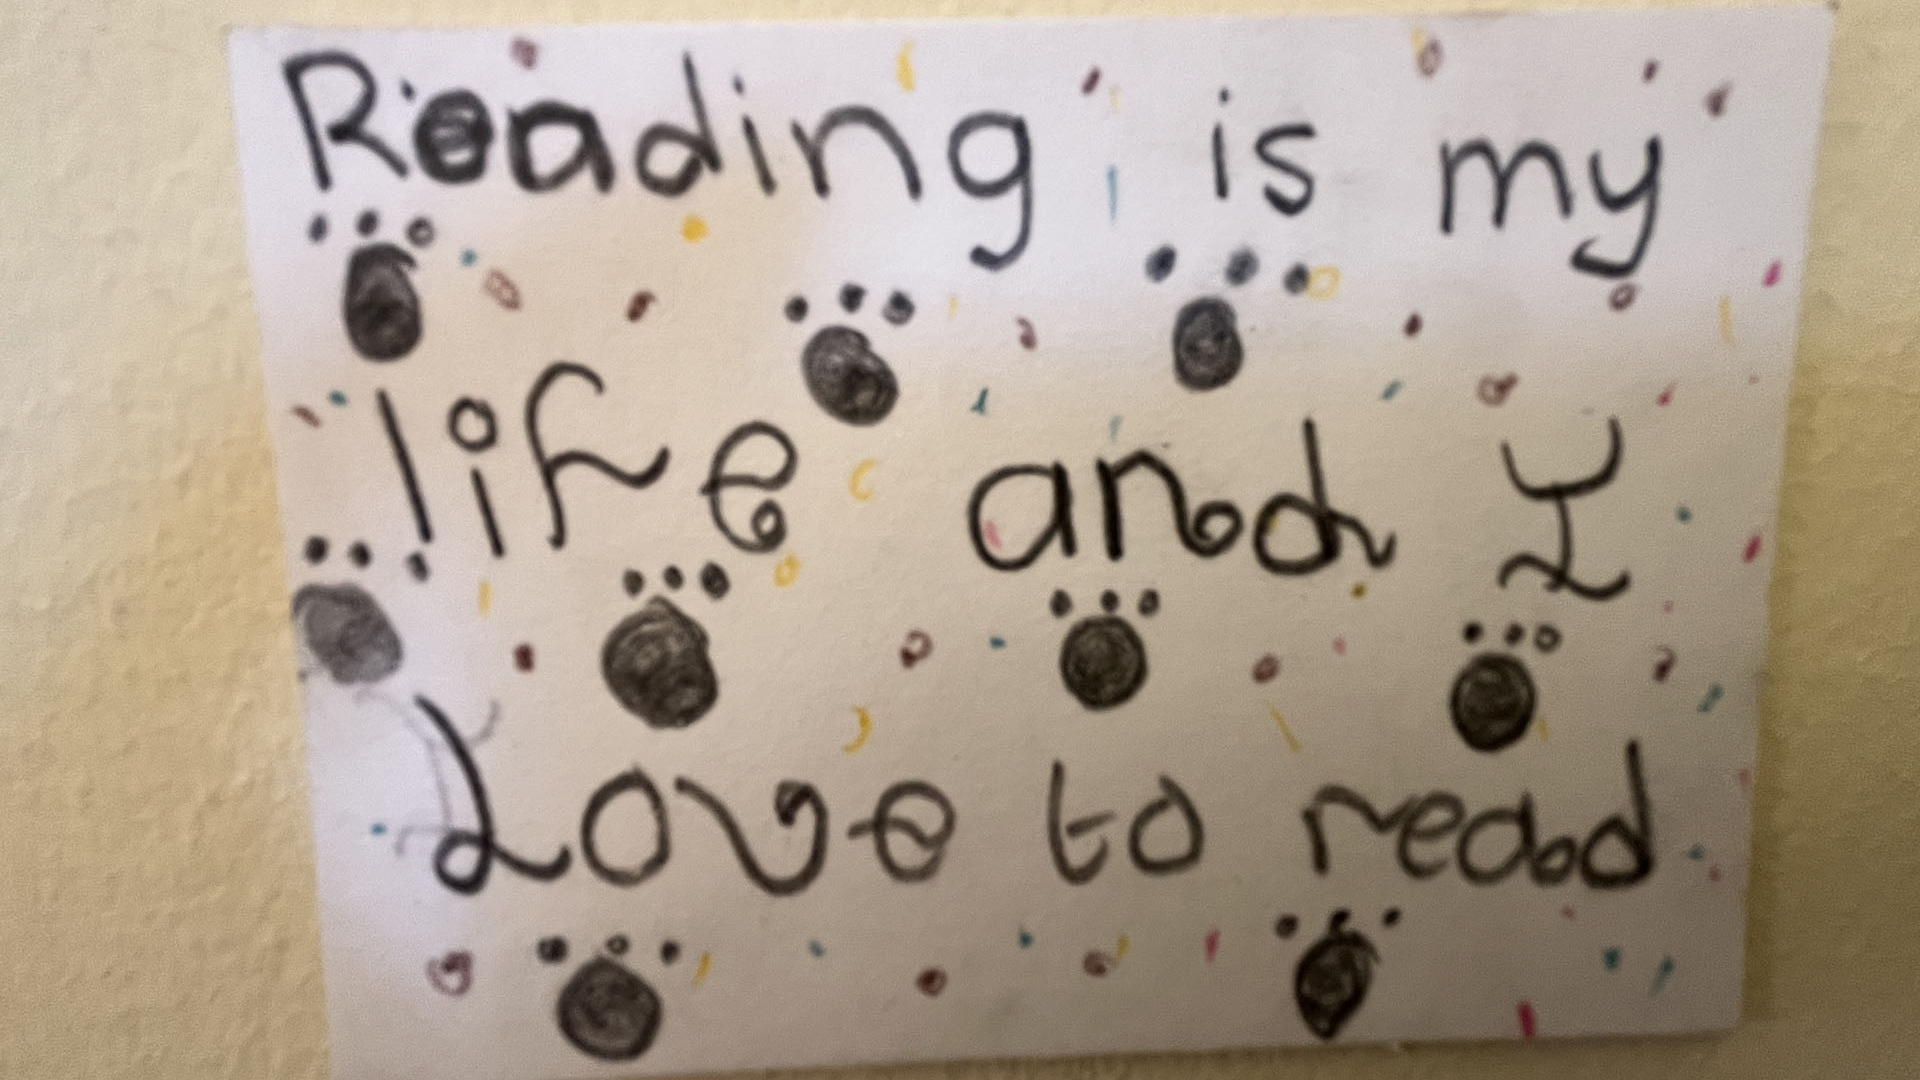 Reading is my
life and I
Love to read